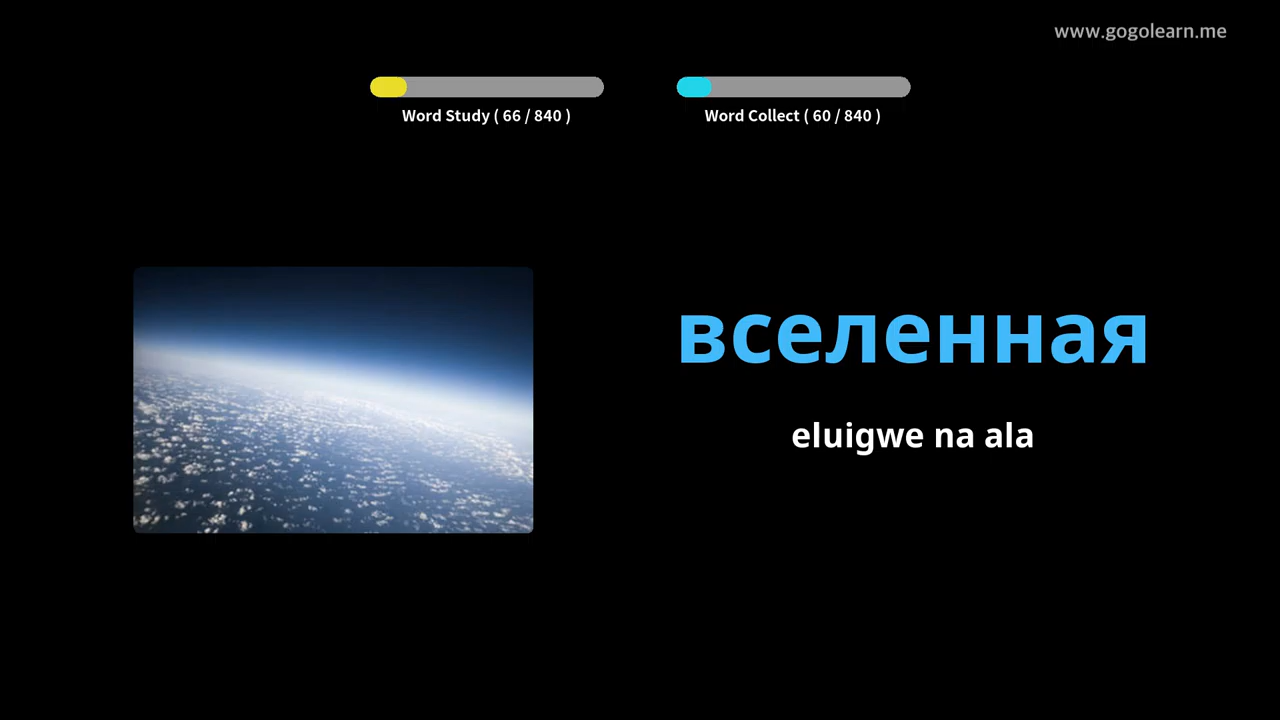 www.gogolearn.me
Word Study ( 66 / 840 )
Word Collect ( 60 / 840 )
вселенная
eluigwe na ala